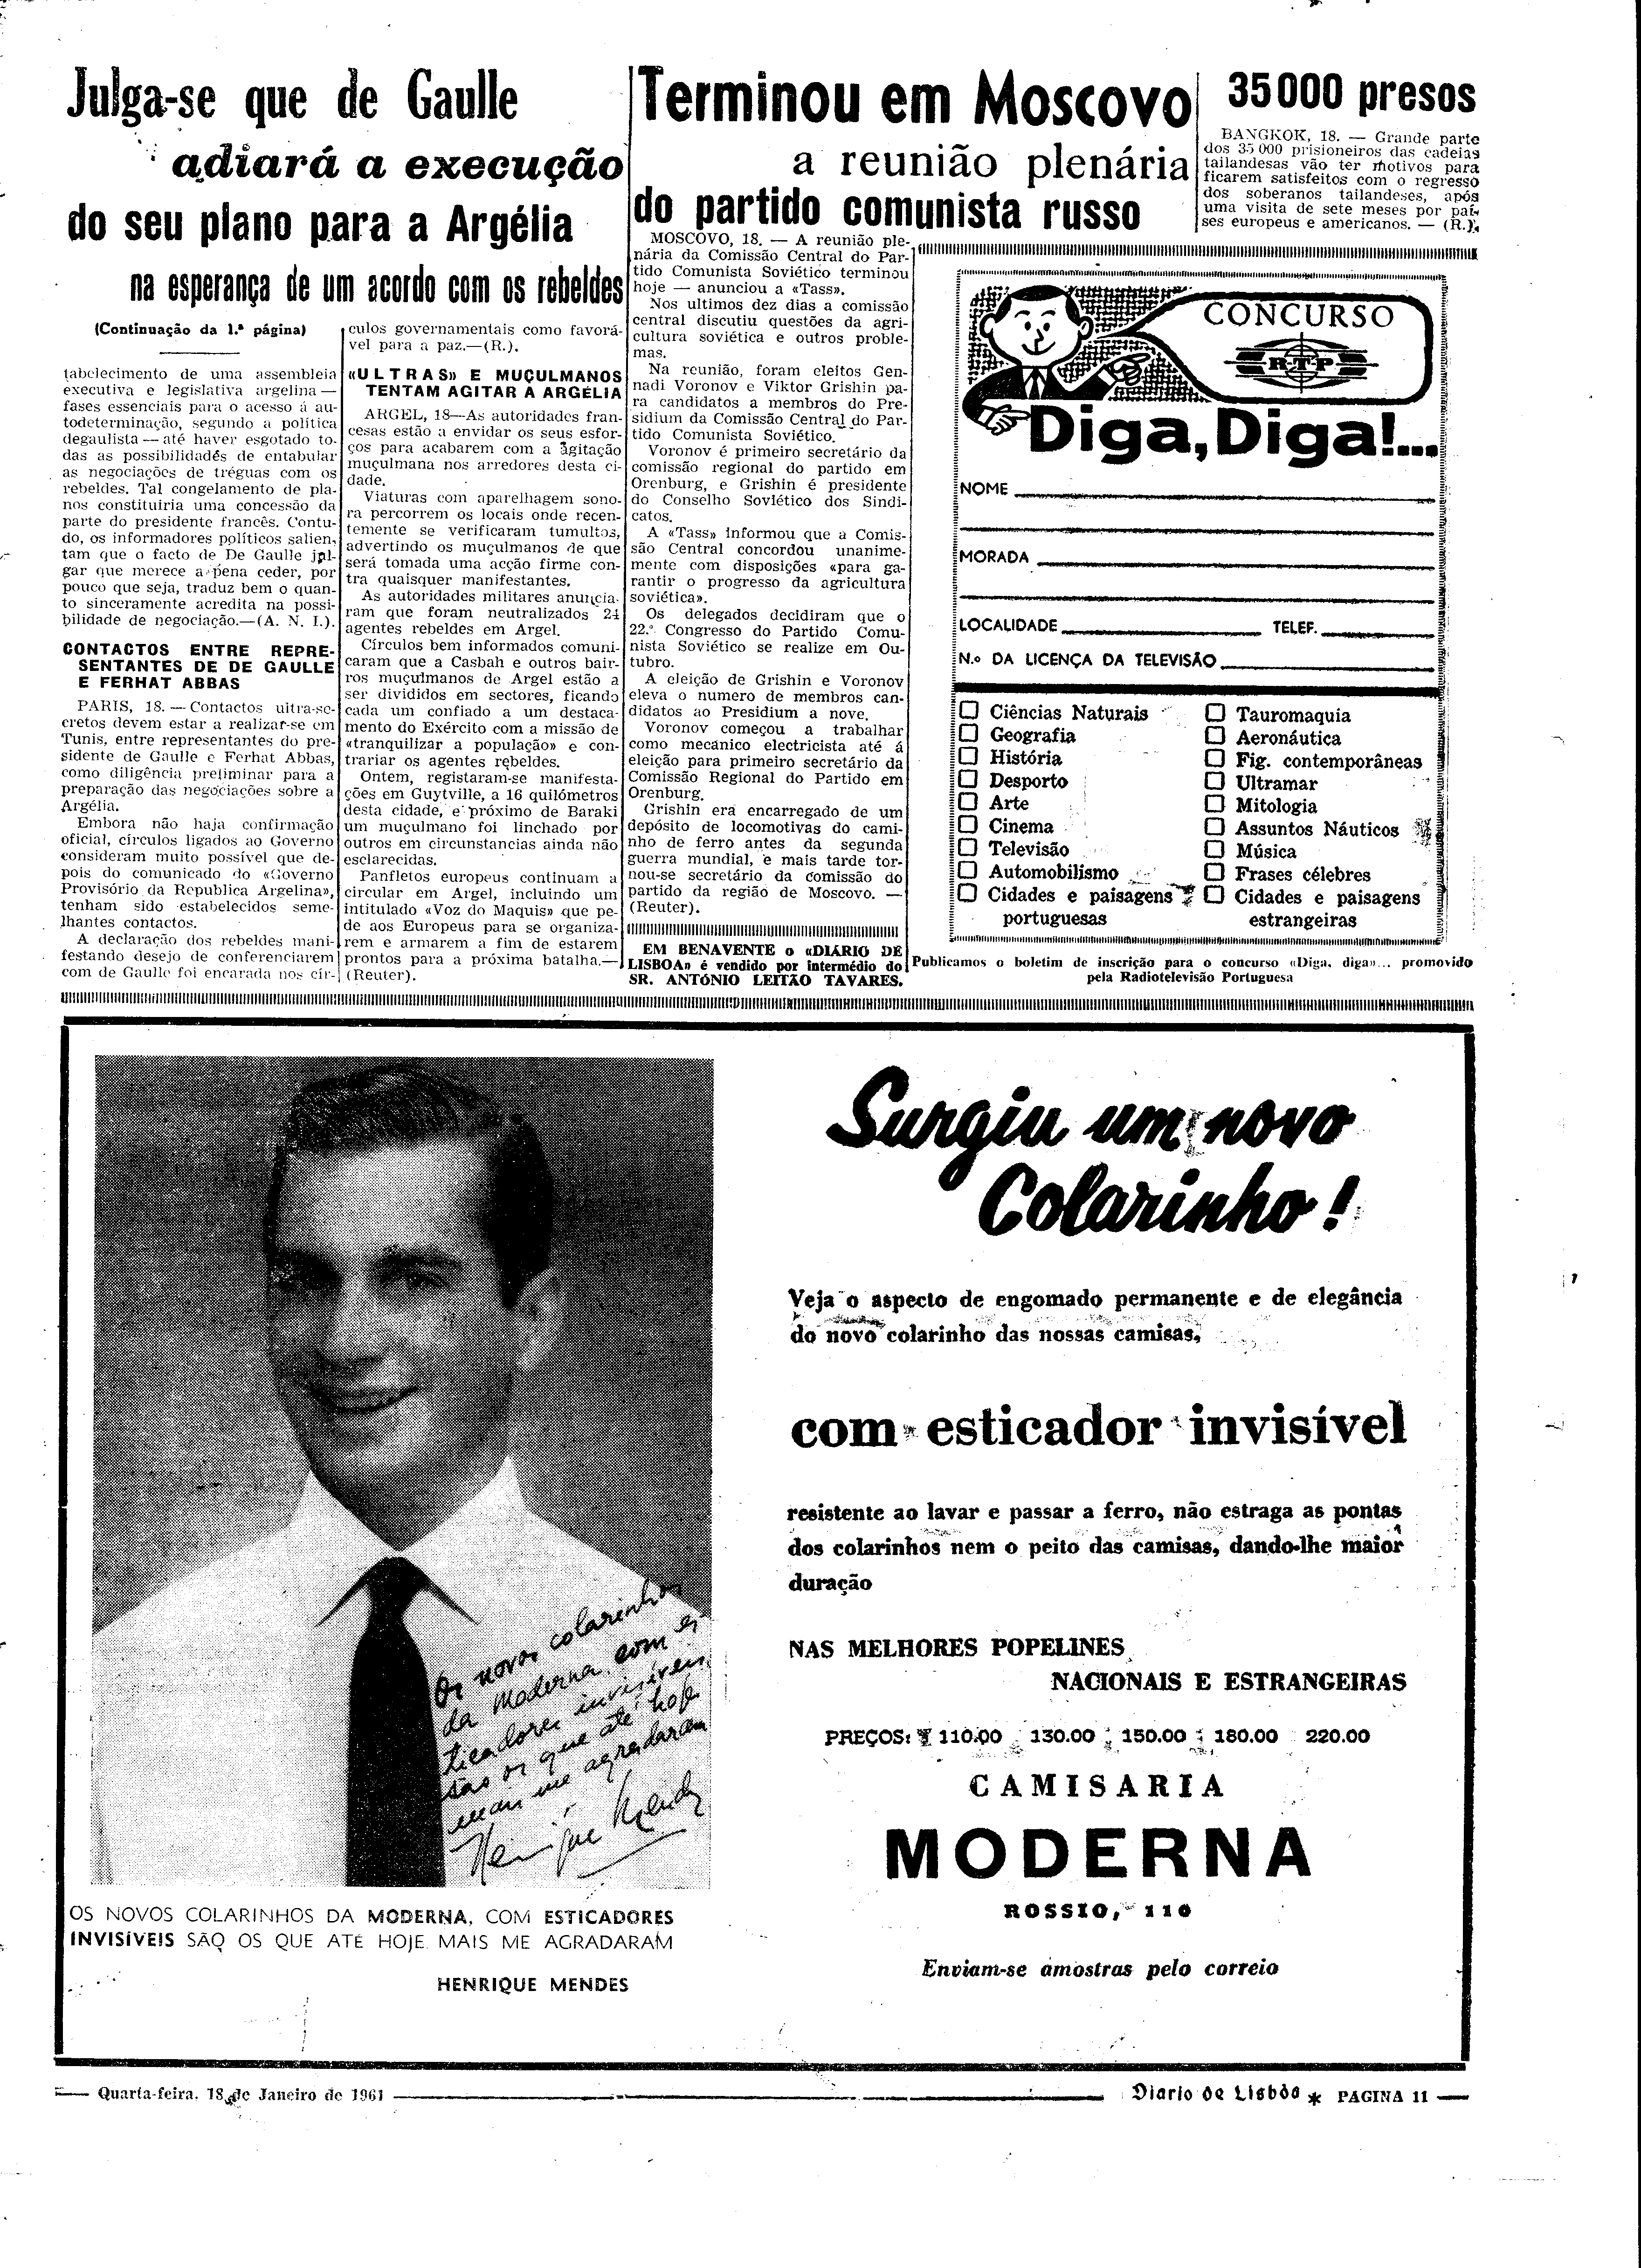 Julga-se que de Gaulle
adiará a execução
do seu plano para a Argélia
na esperança de um acordo com os rebeldes
(Continuação da 1.ª página)
tabelecimento de uma assembleia
executiva e legislativa argelina —
fases essenciais para o acesso á au-
todeterminação, segundo a política
degaulista — até haver esgotado to-
das as possibilidades de entabular
as negociações de tréguas com os
rebeldes. Tal congelamento de pla-
nos constituiria uma concessão da
parte do presidente francês. Contu-
do, os informadores políticos salien-
tam que o facto de De Gaulle jul-
gar que merece a pena ceder, por
pouco que seja, traduz bem o quan-
to sinceramente acredita na possi-
bilidade de negociação.—(A. N. I.).
CONTACTOS ENTRE REPRE-
SENTANTES DE DE GAULLE
E FERHAT ABBAS
PARIS, 18. — Contactos ultra-se-
cretos devem estar a realizar-se em
Tunis, entre representantes do pre-
sidente de Gaulle e Ferhat Abbas,
como diligência preliminar para a
preparação das negociações sobre a
Argélia.
Embora não haja confirmação
oficial, círculos ligados ao Governo
consideram muito possível que de-
pois do comunicado do «Governo
Provisório da Republica Argelina»,
tenham sido estabelecidos seme-
lhantes contactos.
A declaração dos rebeldes mani-
festando desejo de conferenciarem
com de Gaulle foi encarada nos cír-
culos governamentais como favorá-
vel para a paz.—(R.).
«ULTRAS» E MUÇULMANOS
TENTAM AGITAR A ARGÉLIA
ARGEL, 18—As autoridades fran-
cesas estão a envidar os seus esfor-
ços para acabarem com a agitação
muçulmana nos arredores desta ci-
dade.
Viaturas com aparelhagem sono-
ra percorrem os locais onde recen-
temente se verificaram tumultos,
advertindo os muçulmanos de que
será tomada uma acção firme con-
tra quaisquer manifestantes.
As autoridades militares anuncia-
ram que foram neutralizados 24
agentes rebeldes em Argel.
Círculos bem informados comuni-
caram que a Casbah e outros bair-
ros muçulmanos de Argel estão a
ser divididos em sectores, ficando
cada um confiado a um destaca-
mento do Exército com a missão de
«tranquilizar a população» e con-
trariar os agentes rebeldes.
Ontem, registaram-se manifesta-
ções em Guytville, a 16 quilómetros
desta cidade, e próximo de Baraki
um muçulmano foi linchado por
outros em circunstancias ainda não
esclarecidas.
Panfletos europeus continuam a
circular em Argel, incluindo um
intitulado «Voz do Maquis» que pe-
de aos Europeus para se organiza-
rem e armarem a fim de estarem
prontos para a próxima batalha.—
(Reuter).
Terminou em Moscovo
a reunião plenária
do partido comunista russo
MOSCOVO, 18. — A reunião ple-
nária da Comissão Central do Par-
tido Comunista Soviético terminou
hoje — anunciou a «Tass».
Nos ultimos dez dias a comissão
central discutiu questões da agri-
cultura soviética e outros proble-
mas.
Na reunião, foram eleitos Gen-
nadi Voronov e Viktor Grishin pa-
ra candidatos a membros do Pre-
sidium da Comissão Central do Par-
tido Comunista Soviético.
Voronov é primeiro secretário da
comissão regional do partido em
Orenburg, e Grishin é presidente
do Conselho Soviético dos Sindi-
catos.
A «Tass» informou que a Comis-
são Central concordou unanime-
mente com disposições «para ga-
rantir o progresso da agricultura
soviética».
Os delegados decidiram que o
22.º Congresso do Partido Comu-
nista Soviético se realize em Ou-
tubro.
A eleição de Grishin e Voronov
eleva o numero de membros can-
didatos ao Presidium a nove.
Voronov começou a trabalhar
como mecánico electricista até á
eleição para primeiro secretário da
Comissão Regional do Partido em
Orenburg.
Grishin era encarregado de um
depósito de locomotivas do cami-
nho de ferro antes da segunda
guerra mundial, e mais tarde tor-
nou-se secretário da comissão do
partido da região de Moscovo. —
(Reuter).
EM BENAVENTE o «DIÁRIO DE
LISBOA» é vendido por intermédio do
SR. ANTÓNIO LEITÃO TAVARES.
35 000 presos
BANGKOK, 18. — Grande parte
dos 35 000 prisioneiros das cadeias
tailandesas vão ter motivos para
ficarem satisfeitos com o regresso
dos soberanos tailandeses, após
uma visita de sete meses por paí-
ses europeus e americanos. — (R.).
CONCURSO
RTP
Diga, Diga!...
NOME
MORADA
LOCALIDADE TELEF.
N.º DA LICENÇA DA TELEVISÃO
Ciências Naturais
Geografia
História
Desporto
Arte
Cinema
Televisão
Automobilismo
Cidades e paisagens
portuguesas
Tauromaquia
Aeronáutica
Fig. contemporâneas
Ultramar
Mitologia
Assuntos Náuticos
Música
Frases célebres
Cidades e paisagens
estrangeiras
Publicamos o boletim de inscrição para o concurso «Diga, diga»... promovido
pela Radiotelevisão Portuguesa
Os novos colarinhos
da Moderna, com es-
ticadores invisíveis
são os que até hoje
mais me agradaram
Henrique Mendes
OS NOVOS COLARINHOS DA MODERNA, COM ESTICADORES
INVISÍVEIS SÃO OS QUE ATÉ HOJE MAIS ME AGRADARAM
HENRIQUE MENDES
Surgiu um novo
Colarinho!
Veja o aspecto de engomado permanente e de elegância
do novo colarinho das nossas camisas,
com esticador invisível
resistente ao lavar e passar a ferro, não estraga as pontas
dos colarinhos nem o peito das camisas, dando-lhe maior
duração
NAS MELHORES POPELINES
NACIONAIS E ESTRANGEIRAS
PREÇOS: 110.00 130.00 150.00 180.00 220.00
CAMISARIA
MODERNA
ROSSIO, 110
Enviam-se amostras pelo correio
Quarta-feira, 18 de Janeiro de 1961
Diario de Lisbôa * PAGINA 11